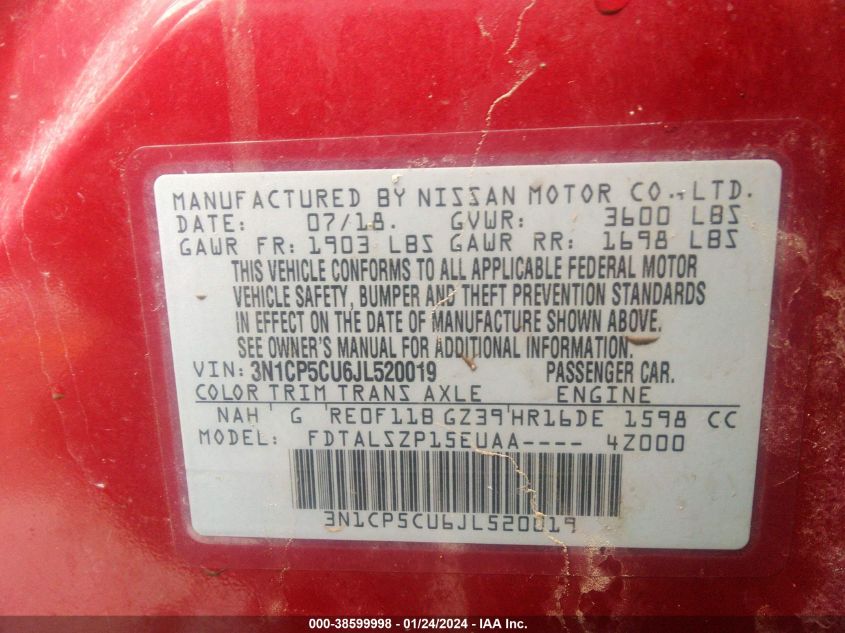 MANUFACTURED BY NISSAN MOTOR CO., LTD.
DATE: 07/18. GVWR: 3600 LBS
GAWR FR: 1903 LBS GAWR RR: 1698 LBS
THIS VEHICLE CONFORMS TO ALL APPLICABLE FEDERAL MOTOR
VEHICLE SAFETY, BUMPER AND THEFT PREVENTION STANDARDS
IN EFFECT ON THE DATE OF MANUFACTURE SHOWN ABOVE.
SEE OWNER'S MANUAL FOR ADDITIONAL INFORMATION.
VIN: 3N1CP5CU6JL520019 PASSENGER CAR.
COLOR TRIM TRANS AXLE ENGINE
NAH G RE0F11B GZ39 HR16DE 1598 CC
MODEL: FDTALSZP15EUAA---- 4Z000
3N1CP5CU6JL520019
000-38599998 - 01/24/2024 - IAA Inc.